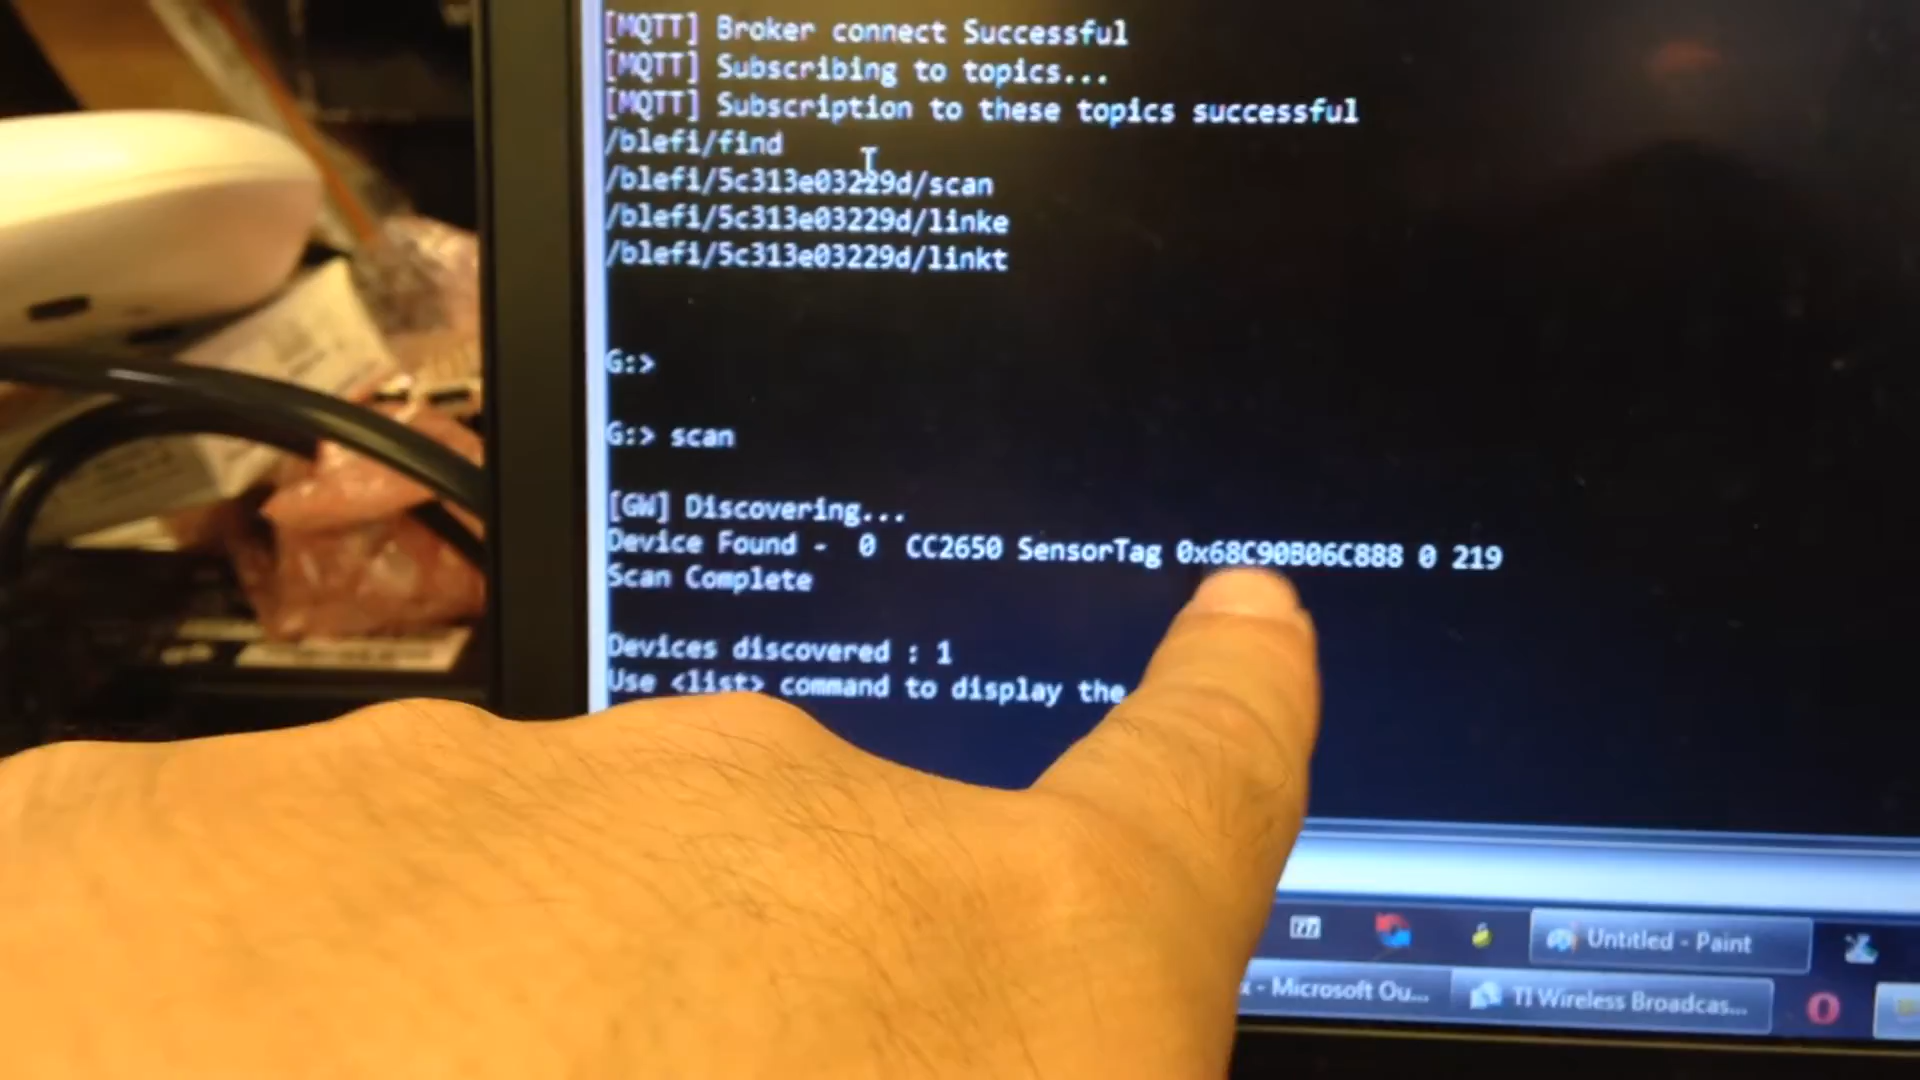 [MQTT] Broker connect Successful
[MQTT] Subscribing to topics...
[MQTT] Subscription to these topics successful
/blefi/find
/blefi/5c313e03229d/scan
/blefi/5c313e03229d/linke
/blefi/5c313e03229d/linkt
G:>
G:> scan
[GW] Discovering...
Device Found - 0 CC2650 SensorTag 0x68C90B06C888 0 219
Scan Complete
Devices discovered : 1
Use <list> command to display the
Untitled - Paint
- Microsoft Ou...
TI Wireless Broadcas...